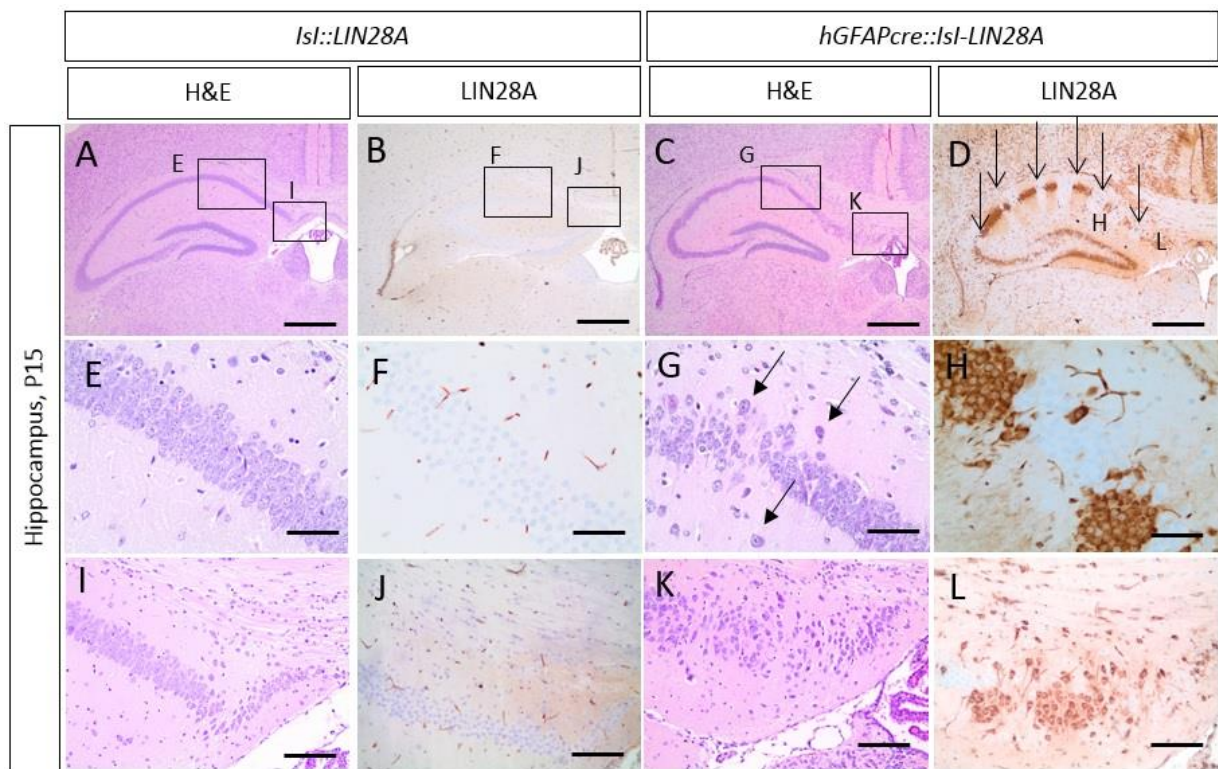 lsl::LIN28A
hGFAPcre::lsl-LIN28A
H&E
LIN28A
H&E
LIN28A
Hippocampus, P15
A
E
I
B
F
J
C
G
K
D
H
L
E
F
G
H
I
J
K
L